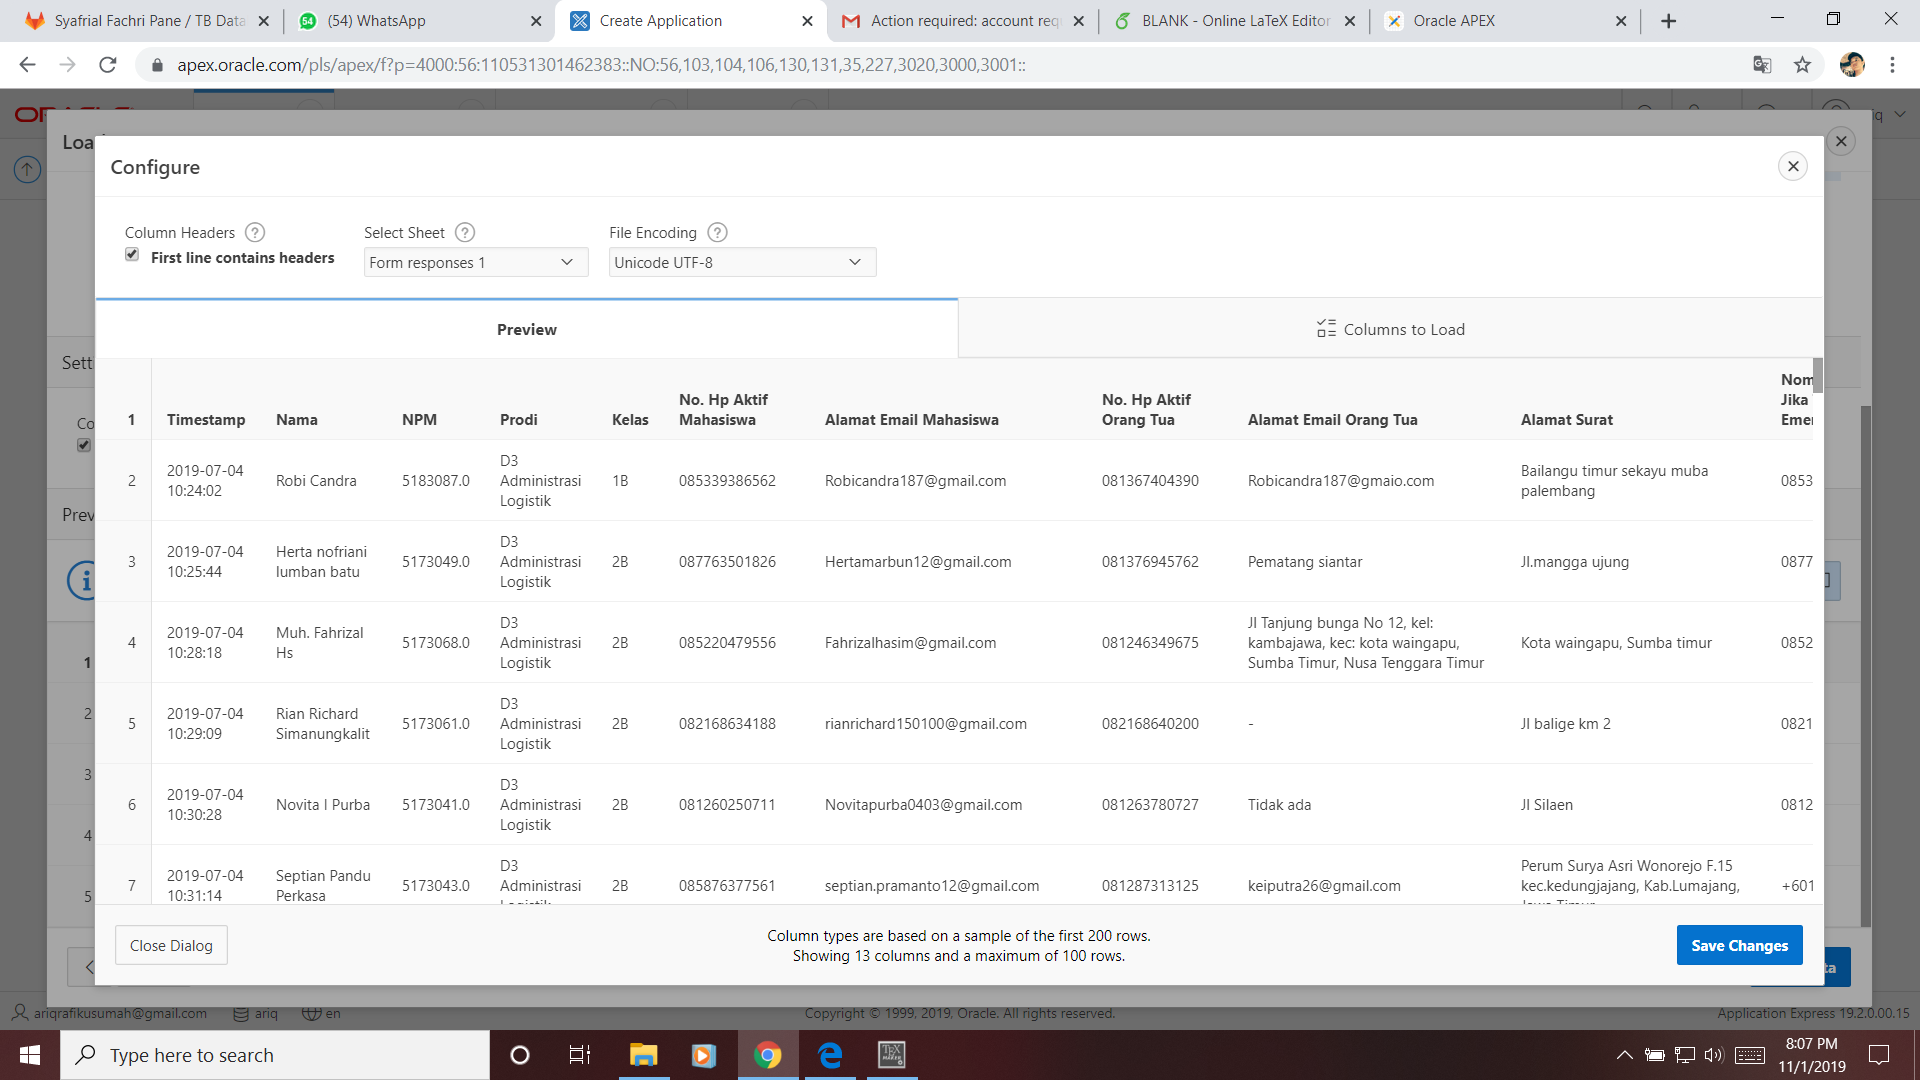 Syafrial Fachri Pane / TB Data
(54) WhatsApp
Create Application
Action required: account req
BLANK - Online LaTeX Editor
Oracle APEX
apex.oracle.com/pls/apex/f?p=4000:56:110531301462383::NO:56,103,104,106,130,131,35,227,3020,3000,3001::
Configure
Column Headers
First line contains headers
Select Sheet
Form responses 1
File Encoding
Unicode UTF-8
Preview
Columns to Load
1 Timestamp Nama NPM Prodi Kelas No. Hp Aktif Mahasiswa Alamat Email Mahasiswa No. Hp Aktif Orang Tua Alamat Email Orang Tua Alamat Surat Jika
2 2019-07-04 10:24:02 Robi Candra 5183087.0 D3 Administrasi Logistik 1B 085339386562 Robicandra187@gmail.com 081367404390 Robicandra187@gmaio.com Bailangu timur sekayu muba palembang 0853
3 2019-07-04 10:25:44 Herta nofriani lumban batu 5173049.0 D3 Administrasi Logistik 2B 087763501826 Hertamarbun12@gmail.com 081376945762 Pematang siantar Jl.mangga ujung 0877
4 2019-07-04 10:28:18 Muh. Fahrizal Hs 5173068.0 D3 Administrasi Logistik 2B 085220479556 Fahrizalhasim@gmail.com 081246349675 Jl Tanjung bunga No 12, kel: kambajawa, kec: kota waingapu, Sumba Timur, Nusa Tenggara Timur Kota waingapu, Sumba timur 0852
5 2019-07-04 10:29:09 Rian Richard Simanungkalit 5173061.0 D3 Administrasi Logistik 2B 082168634188 rianrichard150100@gmail.com 082168640200 - Jl balige km 2 0821
6 2019-07-04 10:30:28 Novita I Purba 5173041.0 D3 Administrasi Logistik 2B 081260250711 Novitapurba0403@gmail.com 081263780727 Tidak ada Jl Silaen 0812
7 2019-07-04 10:31:14 Septian Pandu Perkasa 5173043.0 D3 Administrasi 2B 085876377561 septian.pramanto12@gmail.com 081287313125 keiputra26@gmail.com Perum Surya Asri Wonorejo F.15 kec.kedungjajang, Kab.Lumajang, +601
Close Dialog
Column types are based on a sample of the first 200 rows.
Showing 13 columns and a maximum of 100 rows.
Save Changes
ariqrafikusumah@gmail.com
ariq
en
Copyright © 1999, 2019, Oracle. All rights reserved.
Application Express 19.2.0.00.15
Type here to search
8:07 PM
11/1/2019